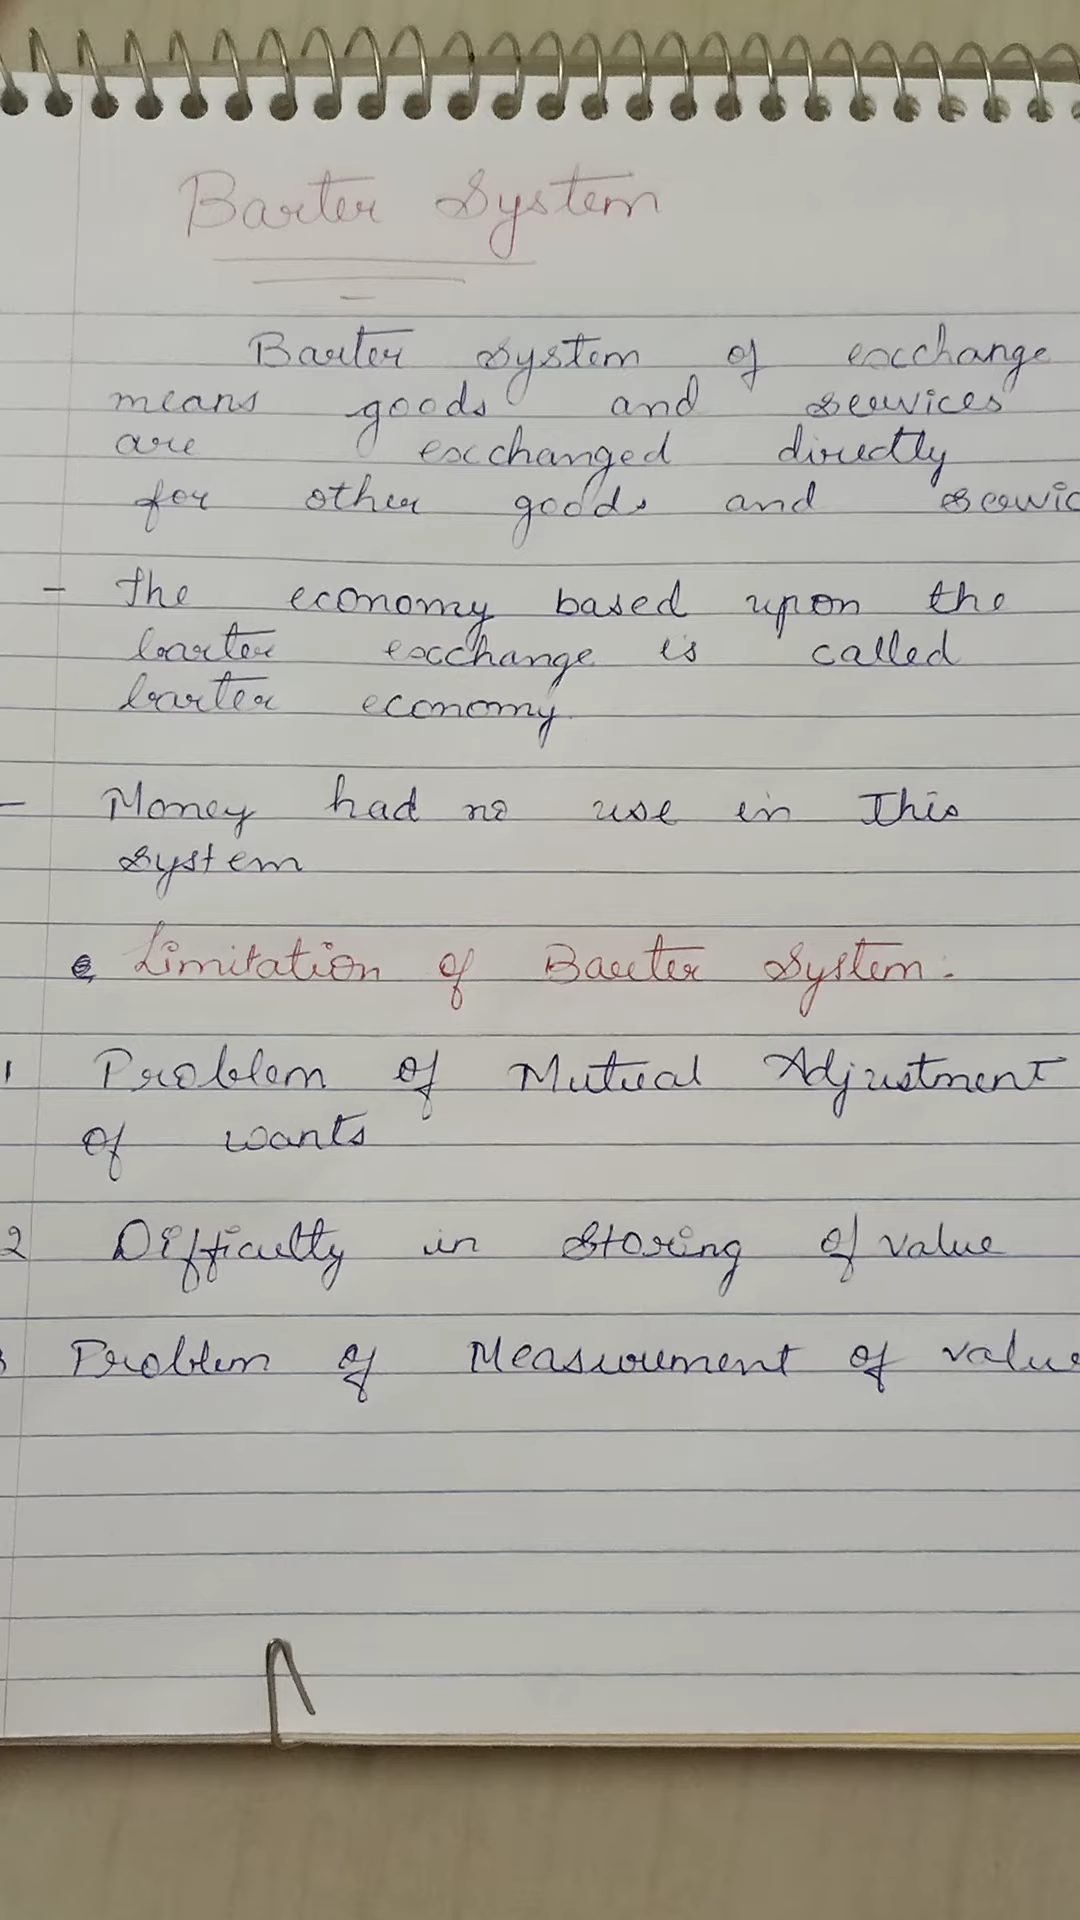 Barter System
Barter System of exchange
means goods and services
are exchanged directly
for other goods and servic
- the economy based upon the
barter exchange is called
barter economy.
- Money had no use in This
System
Limitation of Barter System.
1 Problem of Mutual Adjustment
of wants
2 Difficulty in Storing of value
3 Problem of Measurement of value